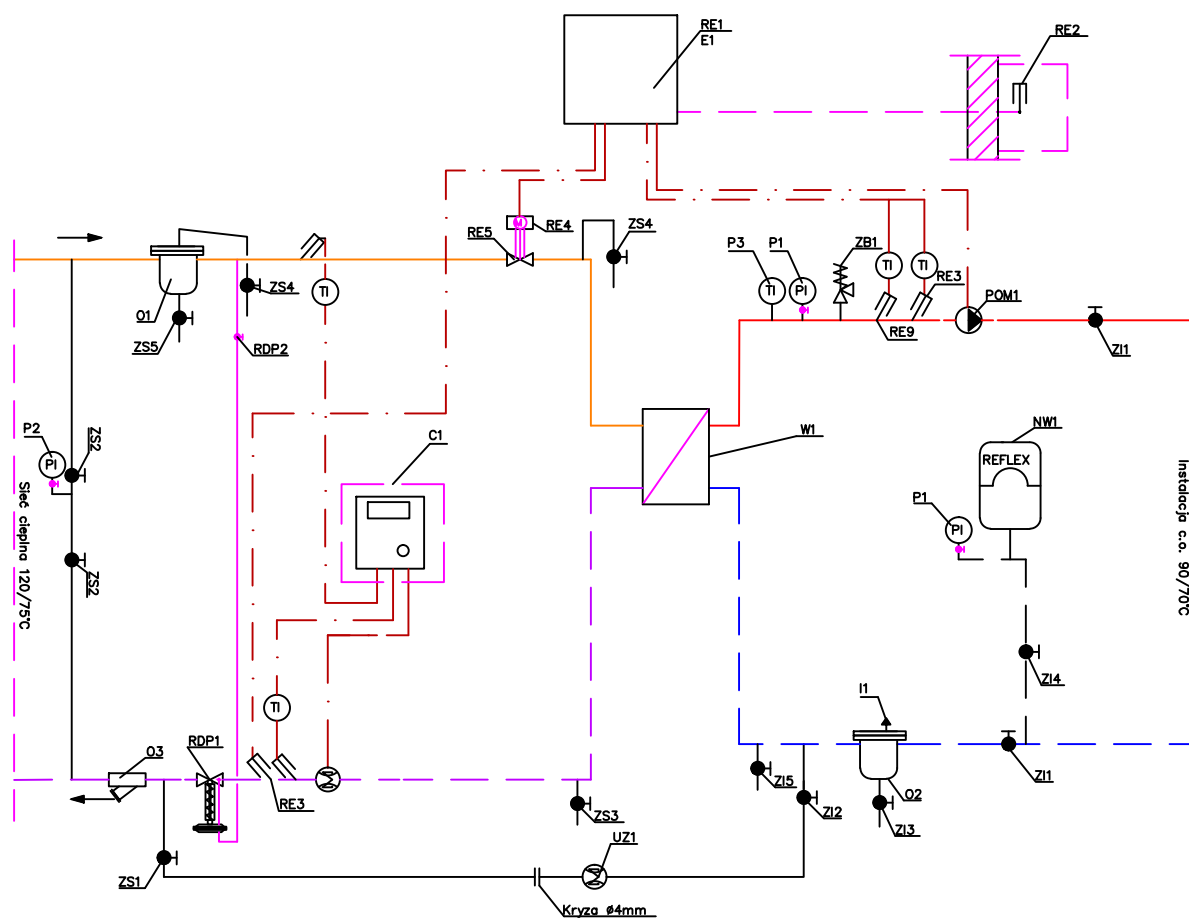 RE1
E1
RE2
RE5
M
RE4
ZS4
P3
P1
ZB1
TI
TI
RE3
TI
PI
POM1
RE9
ZI1
O1
ZS5
ZS4
TI
RDP2
P2
PI
ZS2
ZS2
Sieć cieplna 120/75°C
C1
W1
NW1
REFLEX
P1
PI
Instalacja c.o. 90/70°C
ZI4
I1
TI
O3
RDP1
RE3
ZS3
ZI5
ZI2
O2
ZI3
ZI1
UZ1
ZS1
Kryza ø4mm